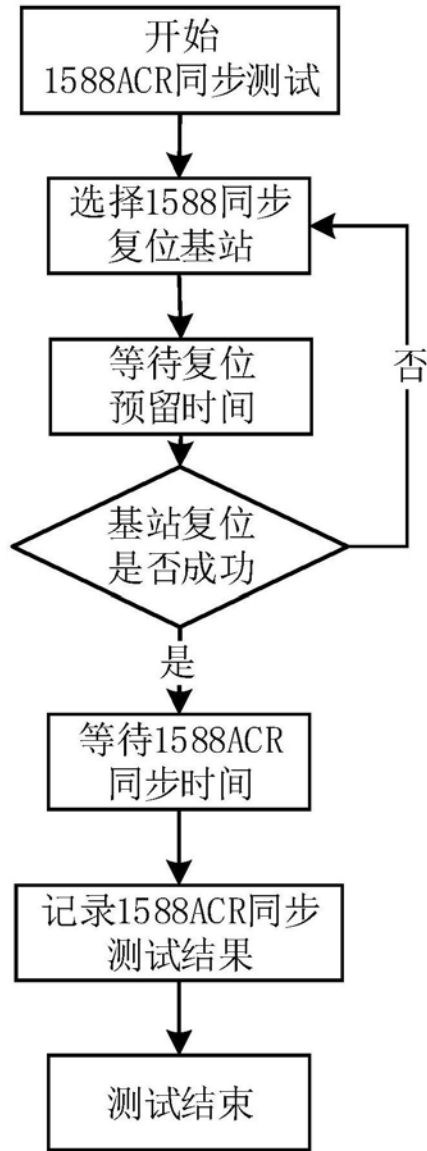 开始
1588ACR同步测试
选择1588同步
复位基站
等待复位
预留时间
否
基站复位
是否成功
是
等待1588ACR
同步时间
记录1588ACR同步
测试结果
测试结束